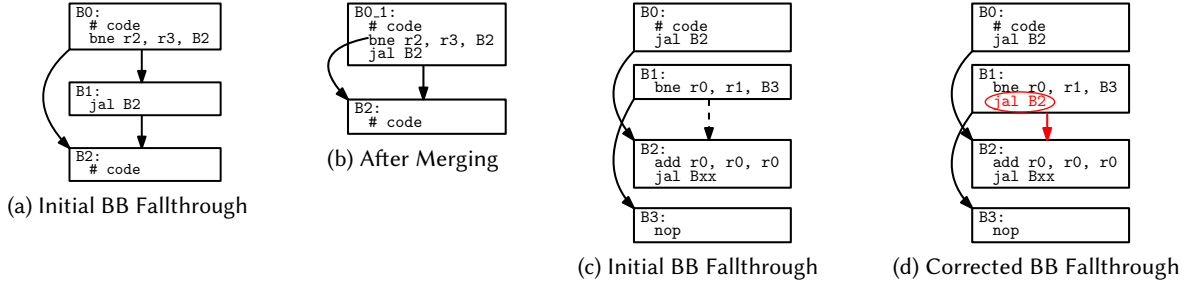 B0:
# code
bne r2, r3, B2
B1:
jal B2
B2:
# code
(a) Initial BB Fallthrough
B0_1:
# code
bne r2, r3, B2
jal B2
B2:
# code
(b) After Merging
B0:
# code
jal B2
B1:
bne r0, r1, B3
B2:
add r0, r0, r0
jal Bxx
B3:
nop
(c) Initial BB Fallthrough
B0:
# code
jal B2
B1:
bne r0, r1, B3
jal B2
B2:
add r0, r0, r0
jal Bxx
B3:
nop
(d) Corrected BB Fallthrough